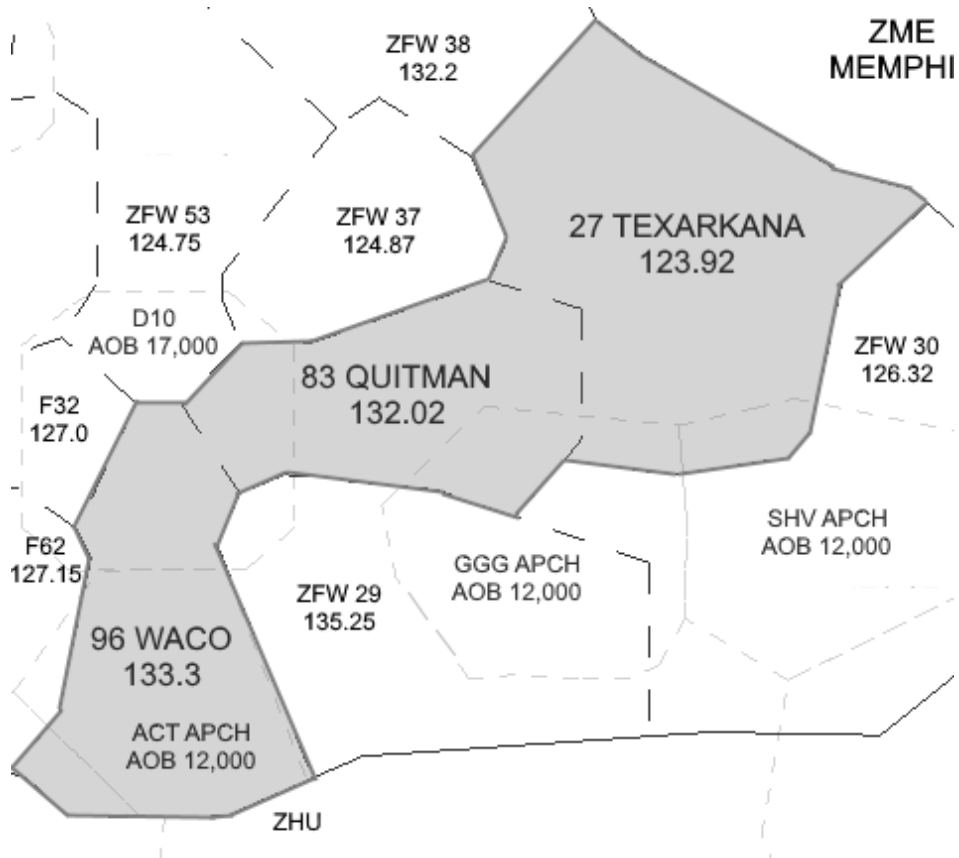 ZFW 38
132.2
ZME
MEMPHI
ZFW 53
124.75
ZFW 37
124.87
27 TEXARKANA
123.92
D10
AOB 17,000
ZFW 30
126.32
83 QUITMAN
132.02
F32
127.0
SHV APCH
AOB 12,000
F62
127.15
GGG APCH
AOB 12,000
ZFW 29
135.25
96 WACO
133.3
ACT APCH
AOB 12,000
ZHU